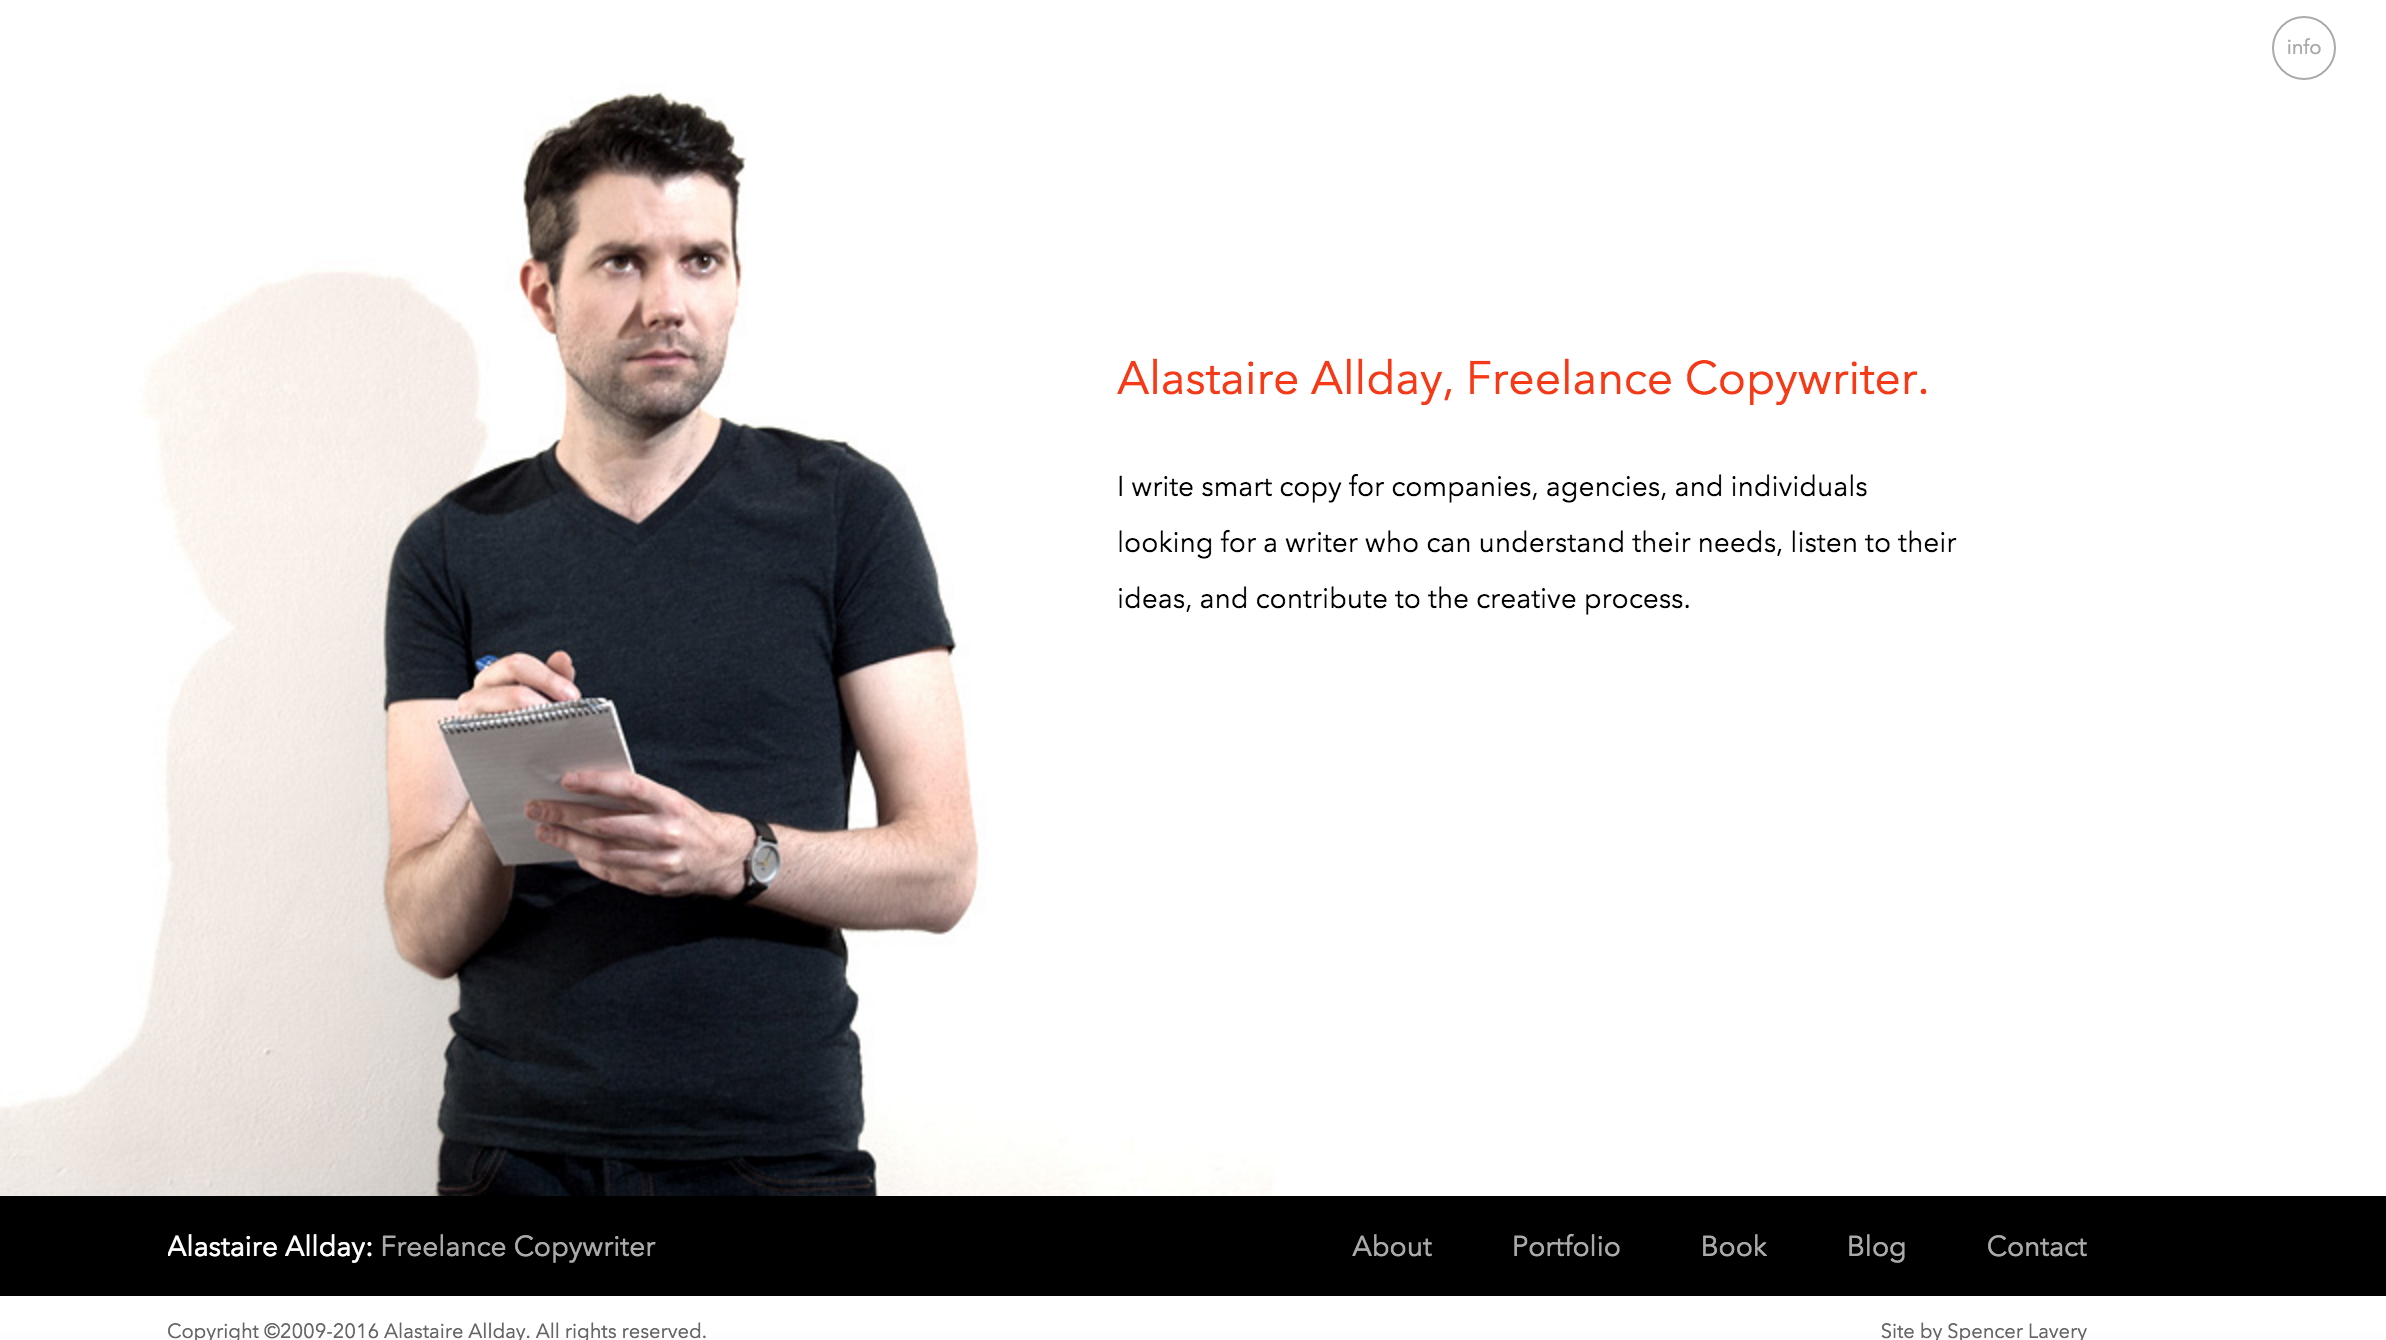 info
Alastaire Allday, Freelance Copywriter.
I write smart copy for companies, agencies, and individuals
looking for a writer who can understand their needs, listen to their
ideas, and contribute to the creative process.
Alastaire Allday: Freelance Copywriter
About Portfolio Book Blog Contact
Copyright ©2009-2016 Alastaire Allday. All rights reserved.
Site by Spencer Lavery